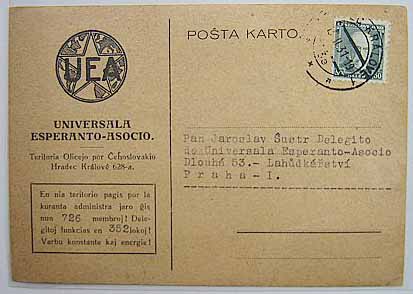 UEA
UNIVERSALA
ESPERANTO-ASOCIO.
Teritoria Oficejo por Ĉeĥoslovakio
Hradec Králové 628-a.
En nia teritorio pagis por la
kuranta administra jaro ĝis
nun 726 membroj! Dele-
gitoj funkcias en 352 lokoj!
Varbu konstante kaj energie!
POŜTA KARTO.
Pan Jaroslav Šustr Delegito
de Universala Esperanto-Asocio
Dlouhá 53.- Lahůdkářství
Praha-I.